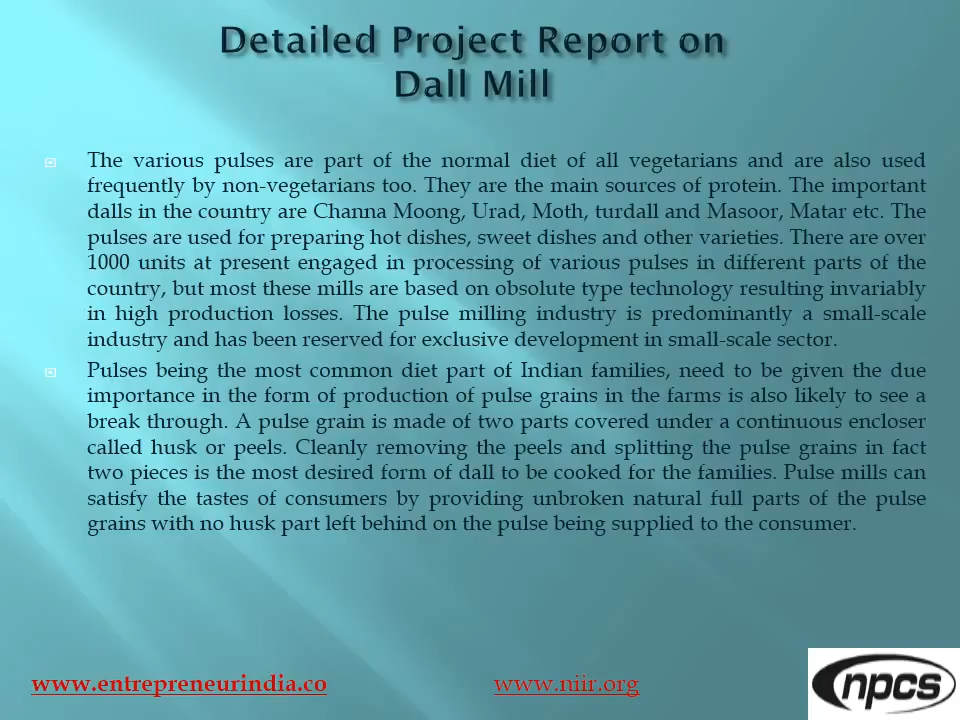 Detailed Project Report on
Dall Mill
The various pulses are part of the normal diet of all vegetarians and are also used
frequently by non-vegetarians too. They are the main sources of protein. The important
dalls in the country are Channa Moong, Urad, Moth, turdall and Masoor, Matar etc. The
pulses are used for preparing hot dishes, sweet dishes and other varieties. There are over
1000 units at present engaged in processing of various pulses in different parts of the
country, but most these mills are based on obsolute type technology resulting invariably
in high production losses. The pulse milling industry is predominantly a small-scale
industry and has been reserved for exclusive development in small-scale sector.
Pulses being the most common diet part of Indian families, need to be given the due
importance in the form of production of pulse grains in the farms is also likely to see a
break through. A pulse grain is made of two parts covered under a continuous encloser
called husk or peels. Cleanly removing the peels and splitting the pulse grains in fact
two pieces is the most desired form of dall to be cooked for the families. Pulse mills can
satisfy the tastes of consumers by providing unbroken natural full parts of the pulse
grains with no husk part left behind on the pulse being supplied to the consumer.
www.entrepreneurindia.co
www.niir.org
npcs